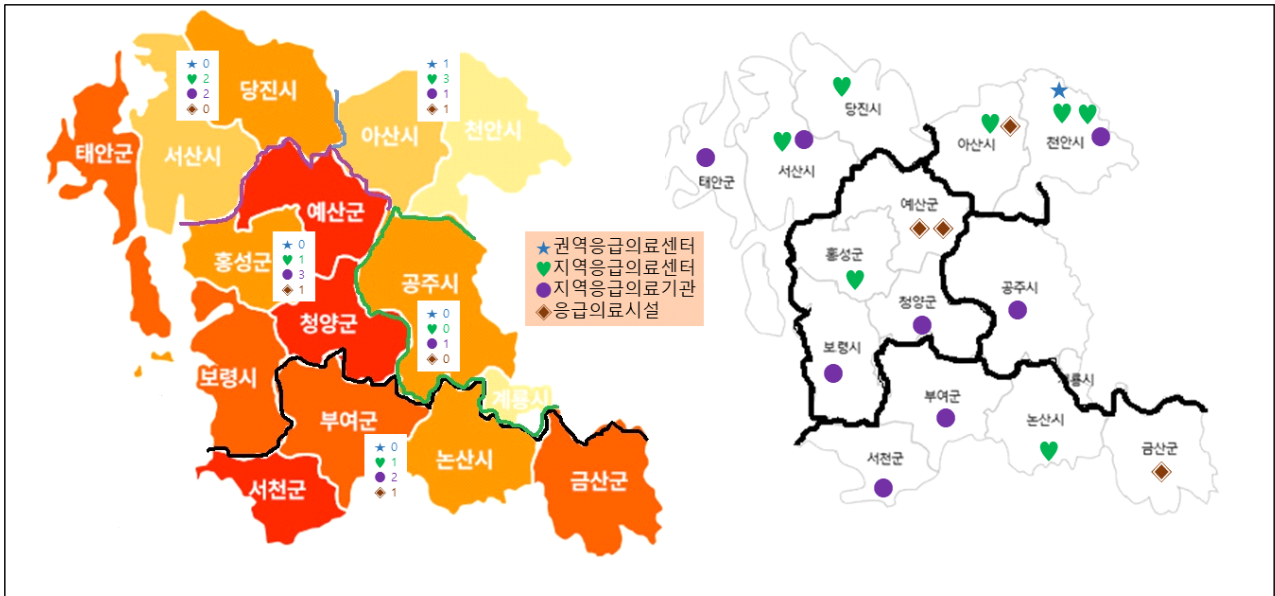 ★ 0
♥ 2
● 2
◈ 0
당진시
★ 1
♥ 3
● 1
◈ 1
아산시
천안시
태안군
서산시
예산군
홍성군
★ 0
♥ 1
● 3
◈ 1
공주시
청양군
★ 0
♥ 0
● 1
◈ 0
보령시
계룡시
부여군
★ 0
♥ 1
● 2
◈ 1
논산시
서천군
금산군
★권역응급의료센터
♥지역응급의료센터
●지역응급의료기관
◈응급의료시설
당진시
아산시
천안시
서산시
태안군
예산군
홍성군
공주시
청양군
보령시
계룡시
부여군
논산시
서천군
금산군